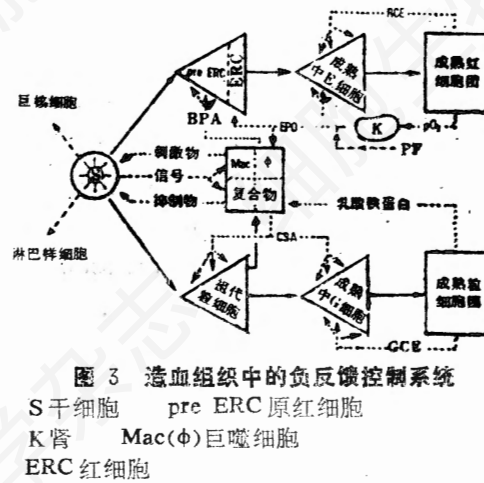 RCE
pre ERC
ERC
成熟
中E细胞
成熟红
细胞团
巨核细胞
BPA
EPO
K
pO₂
PF
刺激物
Mac
φ
S
信号
复合物
抑制物
乳酸铁蛋白
淋巴样细胞
CSA
祖代
粒细胞
成熟
中G细胞
成熟粒
细胞团
GCE
图 3 造血组织中的负反馈控制系统
S干细胞 pre ERC原红细胞
K肾 Mac(φ)巨噬细胞
ERC红细胞